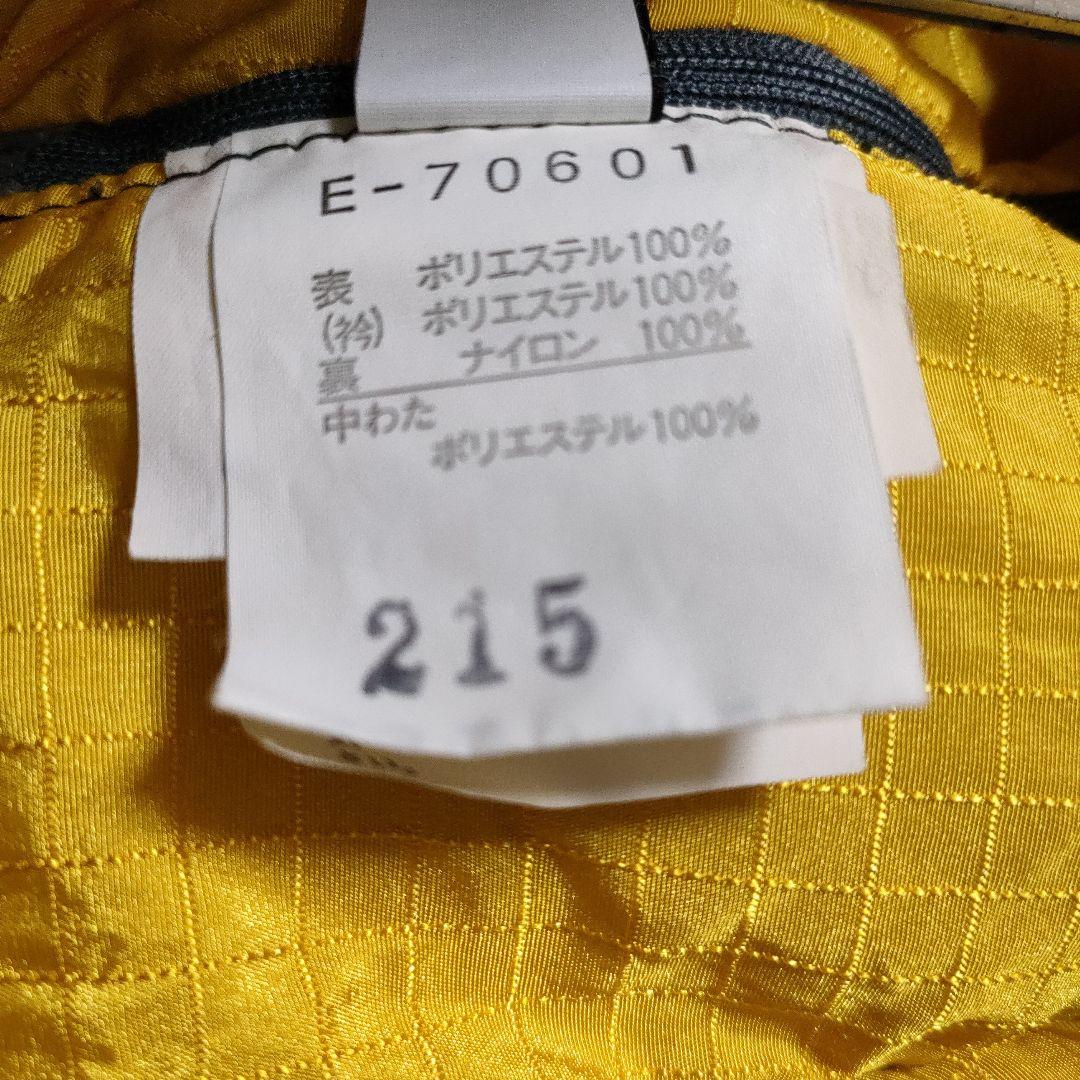 E-70601
表 ポリエステル100%
(衿) ポリエステル100%
裏 ナイロン 100%
中わた
ポリエステル100%
215